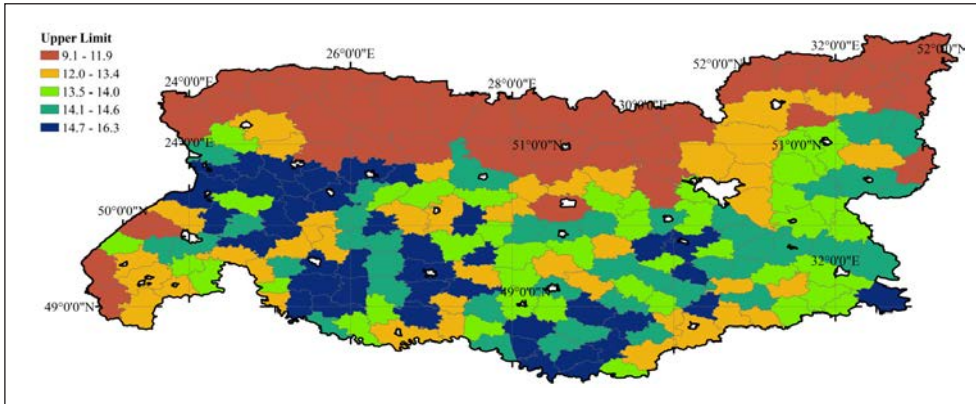 Upper Limit
9.1 - 11.9
12.0 - 13.4
13.5 - 14.0
14.1 - 14.6
14.7 - 16.3
24°0'0"E
26°0'0"E
28°0'0"E
30°0'0"E
52°0'0"N
32°0'0"E
52°0'0"N
24°0'0"E
51°0'0"N
51°0'0"N
50°0'0"N
49°0'0"N
49°0'0"N
32°0'0"E